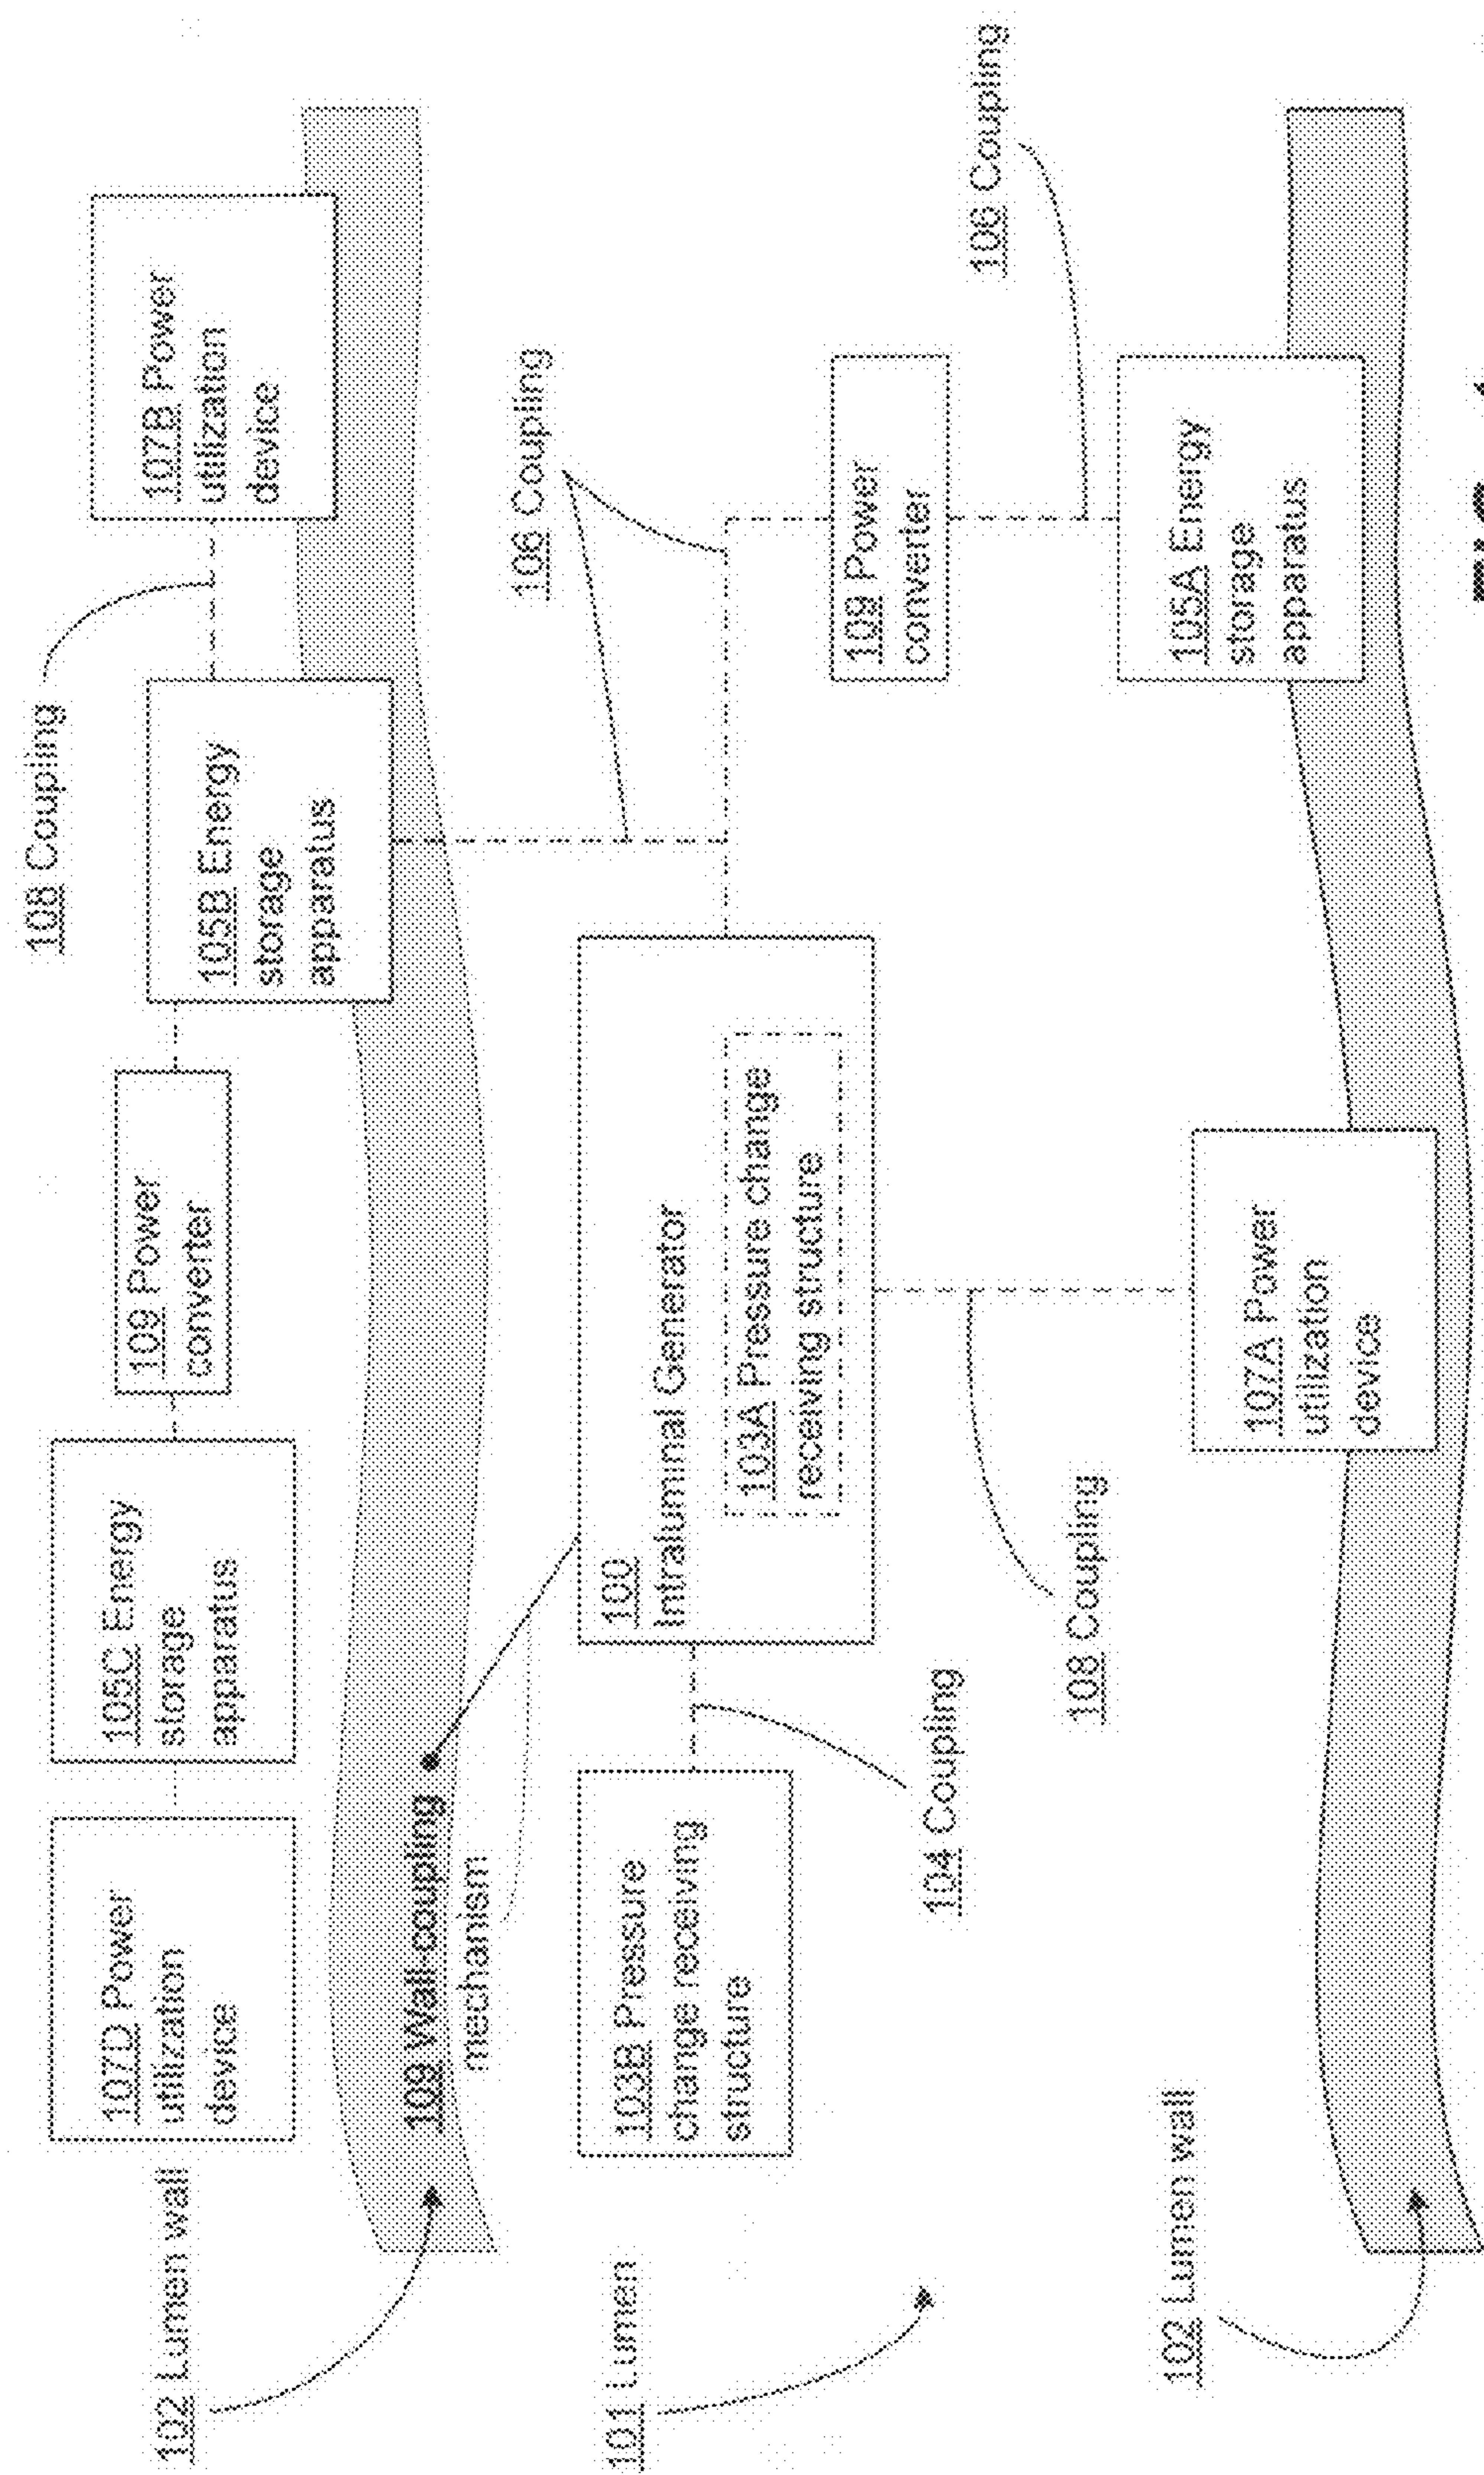 108 Coupling
107D Power
utilization
device
105C Energy
storage
apparatus
109 Power
converter
105B Energy
storage
apparatus
107B Power
utilization
device
102 Lumen wall
109 Wall-coupling
mechanism
106 Coupling
101 Lumen
103B Pressure
change receiving
structure
100
Intraluminal Generator
103A Pressure change
receiving structure
104 Coupling
109 Power
converter
106 Coupling
108 Coupling
102 Lumen wall
107A Power
utilization
device
105A Energy
storage
apparatus